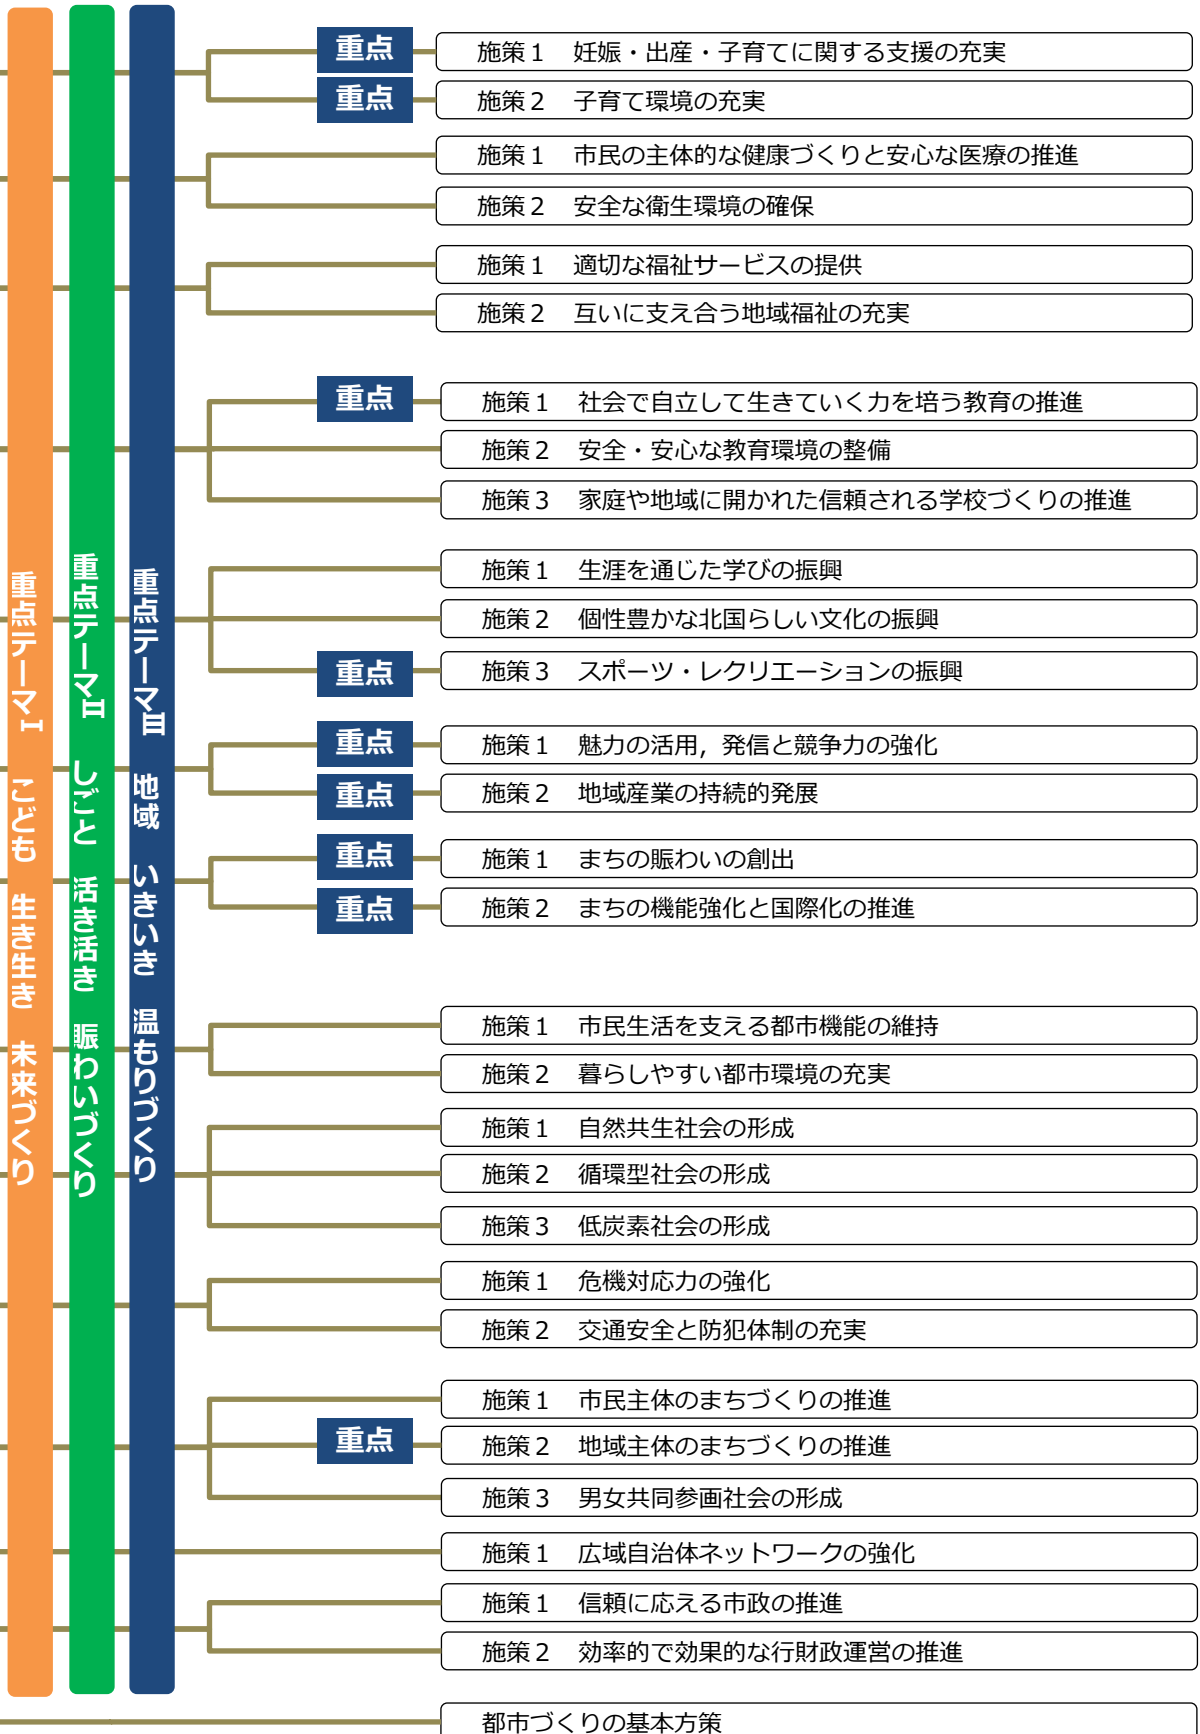 重点テーマⅠ　こども　生き生き　未来づくり
重点テーマⅡ　しごと　活き活き　賑わいづくり
重点テーマⅢ　地域　いきいき　温もりづくり
重点　施策１　妊娠・出産・子育てに関する支援の充実
重点　施策２　子育て環境の充実
施策１　市民の主体的な健康づくりと安心な医療の推進
施策２　安全な衛生環境の確保
施策１　適切な福祉サービスの提供
施策２　互いに支え合う地域福祉の充実
重点　施策１　社会で自立して生きていく力を培う教育の推進
施策２　安全・安心な教育環境の整備
施策３　家庭や地域に開かれた信頼される学校づくりの推進
施策１　生涯を通じた学びの振興
施策２　個性豊かな北国らしい文化の振興
重点　施策３　スポーツ・レクリエーションの振興
重点　施策１　魅力の活用，発信と競争力の強化
重点　施策２　地域産業の持続的発展
重点　施策１　まちの賑わいの創出
重点　施策２　まちの機能強化と国際化の推進
施策１　市民生活を支える都市機能の維持
施策２　暮らしやすい都市環境の充実
施策１　自然共生社会の形成
施策２　循環型社会の形成
施策３　低炭素社会の形成
施策１　危機対応力の強化
施策２　交通安全と防犯体制の充実
施策１　市民主体のまちづくりの推進
重点　施策２　地域主体のまちづくりの推進
施策３　男女共同参画社会の形成
施策１　広域自治体ネットワークの強化
施策１　信頼に応える市政の推進
施策２　効率的で効果的な行財政運営の推進
都市づくりの基本方策